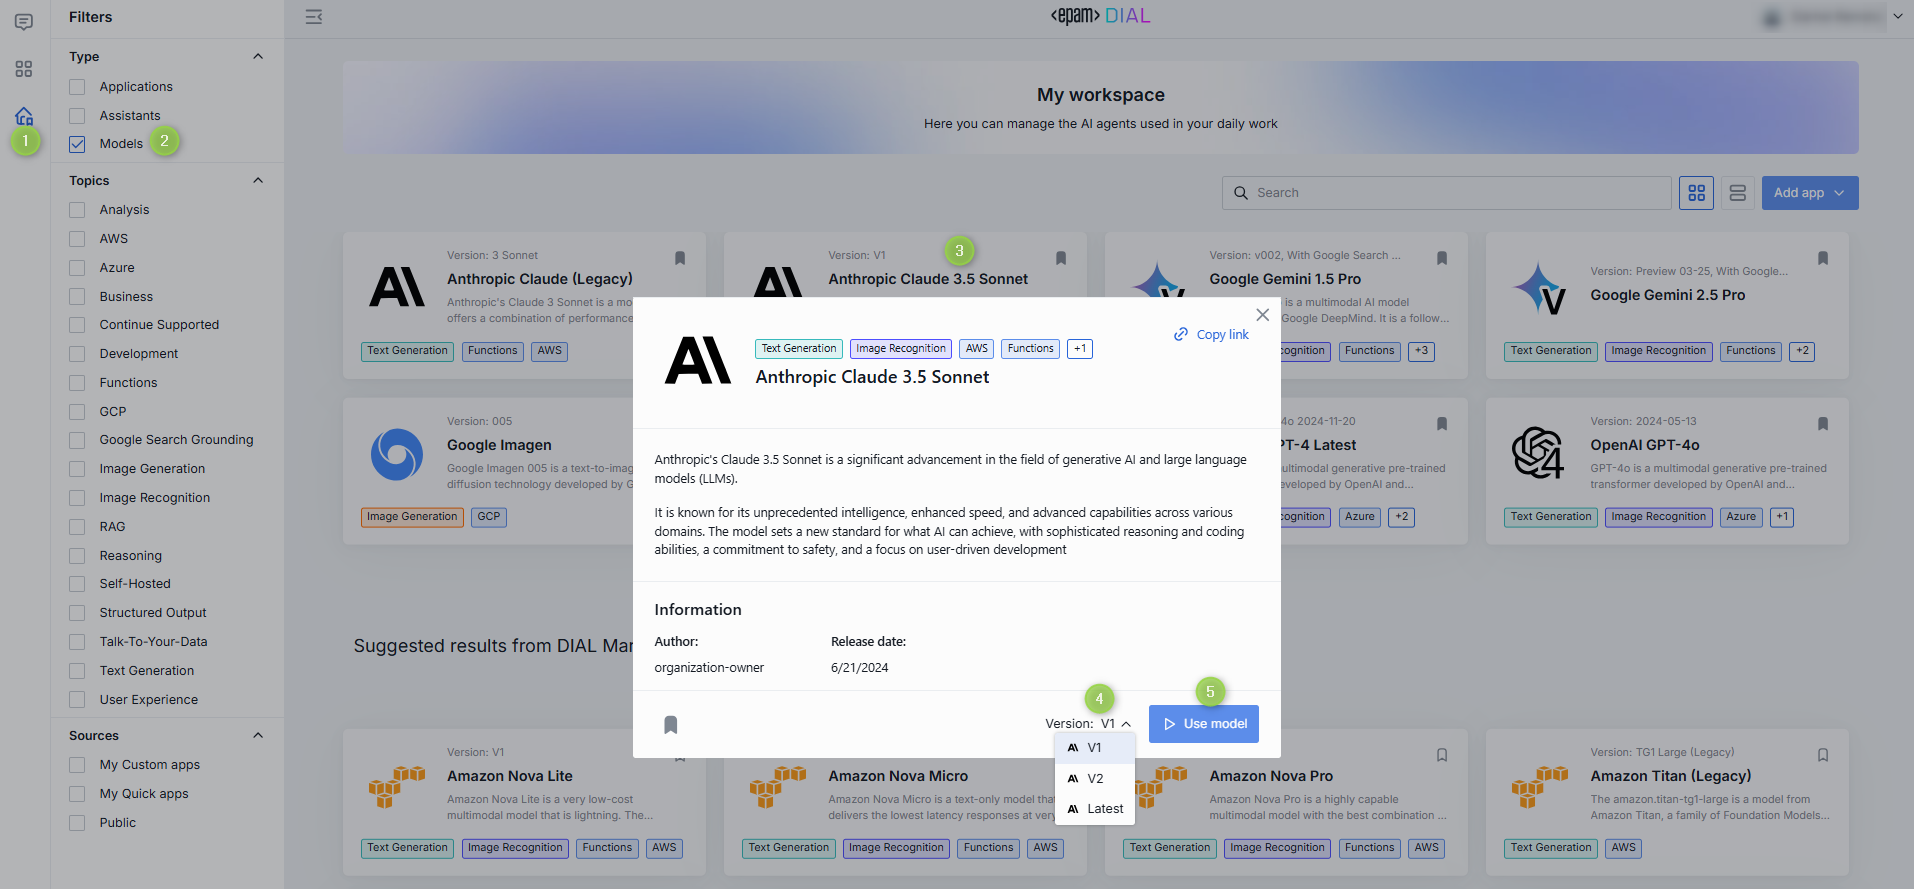 Filters
<epam> DIAL
Type
Applications
Assistants
Models
1
2
Topics
Analysis
AWS
Azure
Business
Continue Supported
Development
Functions
GCP
Google Search Grounding
Image Generation
Image Recognition
RAG
Reasoning
Self-Hosted
Structured Output
Talk-To-Your-Data
Text Generation
User Experience
Sources
My Custom apps
My Quick apps
Public
My workspace
Here you can manage the AI agents used in your daily work
Search
Add app
Version: 3 Sonnet
Anthropic Claude (Legacy)
Anthropic's Claude 3 Sonnet is a mo
offers a combination of performance
Text Generation
Functions
AWS
Version: V1
3
Anthropic Claude 3.5 Sonnet
Version: v002, With Google Search ...
Google Gemini 1.5 Pro
is a multimodal AI model
Google DeepMind. It is a follow...
cognition
Functions
+3
Version: Preview 03-25, With Google...
Google Gemini 2.5 Pro
Text Generation
Image Recognition
Functions
+2
Version: 005
Google Imagen
Google Imagen 005 is a text-to-imag
diffusion technology developed by G
Image Generation
GCP
4o 2024-11-20
PT-4 Latest
ultimodal generative pre-trained
eveloped by OpenAI and...
cognition
Azure
+2
Version: 2024-05-13
OpenAI GPT-4o
GPT-4o is a multimodal generative pre-trained
transformer developed by OpenAI and...
Text Generation
Image Recognition
Azure
+1
4
Copy link
Text Generation
Image Recognition
AWS
Functions
+1
Anthropic Claude 3.5 Sonnet
Anthropic's Claude 3.5 Sonnet is a significant advancement in the field of generative AI and large language
models (LLMs).
It is known for its unprecedented intelligence, enhanced speed, and advanced capabilities across various
domains. The model sets a new standard for what AI can achieve, with sophisticated reasoning and coding
abilities, a commitment to safety, and a focus on user-driven development
Information
Author:
Release date:
organization-owner
6/21/2024
4
5
Version: V1
Use model
V1
V2
Latest
Suggested results from DIAL Mar
Version: V1
Amazon Nova Lite
Amazon Nova Lite is a very low-cost
multimodal model that is lightning. The...
Text Generation
Image Recognition
Functions
AWS
Amazon Nova Micro
Amazon Nova Micro is a text-only model tha
delivers the lowest latency responses at very
Text Generation
Image Recognition
Functions
AWS
Amazon Nova Pro
Amazon Nova Pro is a highly capable
multimodal model with the best combination ...
Text Generation
Image Recognition
Functions
AWS
Version: TG1 Large (Legacy)
Amazon Titan (Legacy)
The amazon.titan-tg1-large is a model from
Amazon Titan, a family of Foundation Models...
Text Generation
AWS